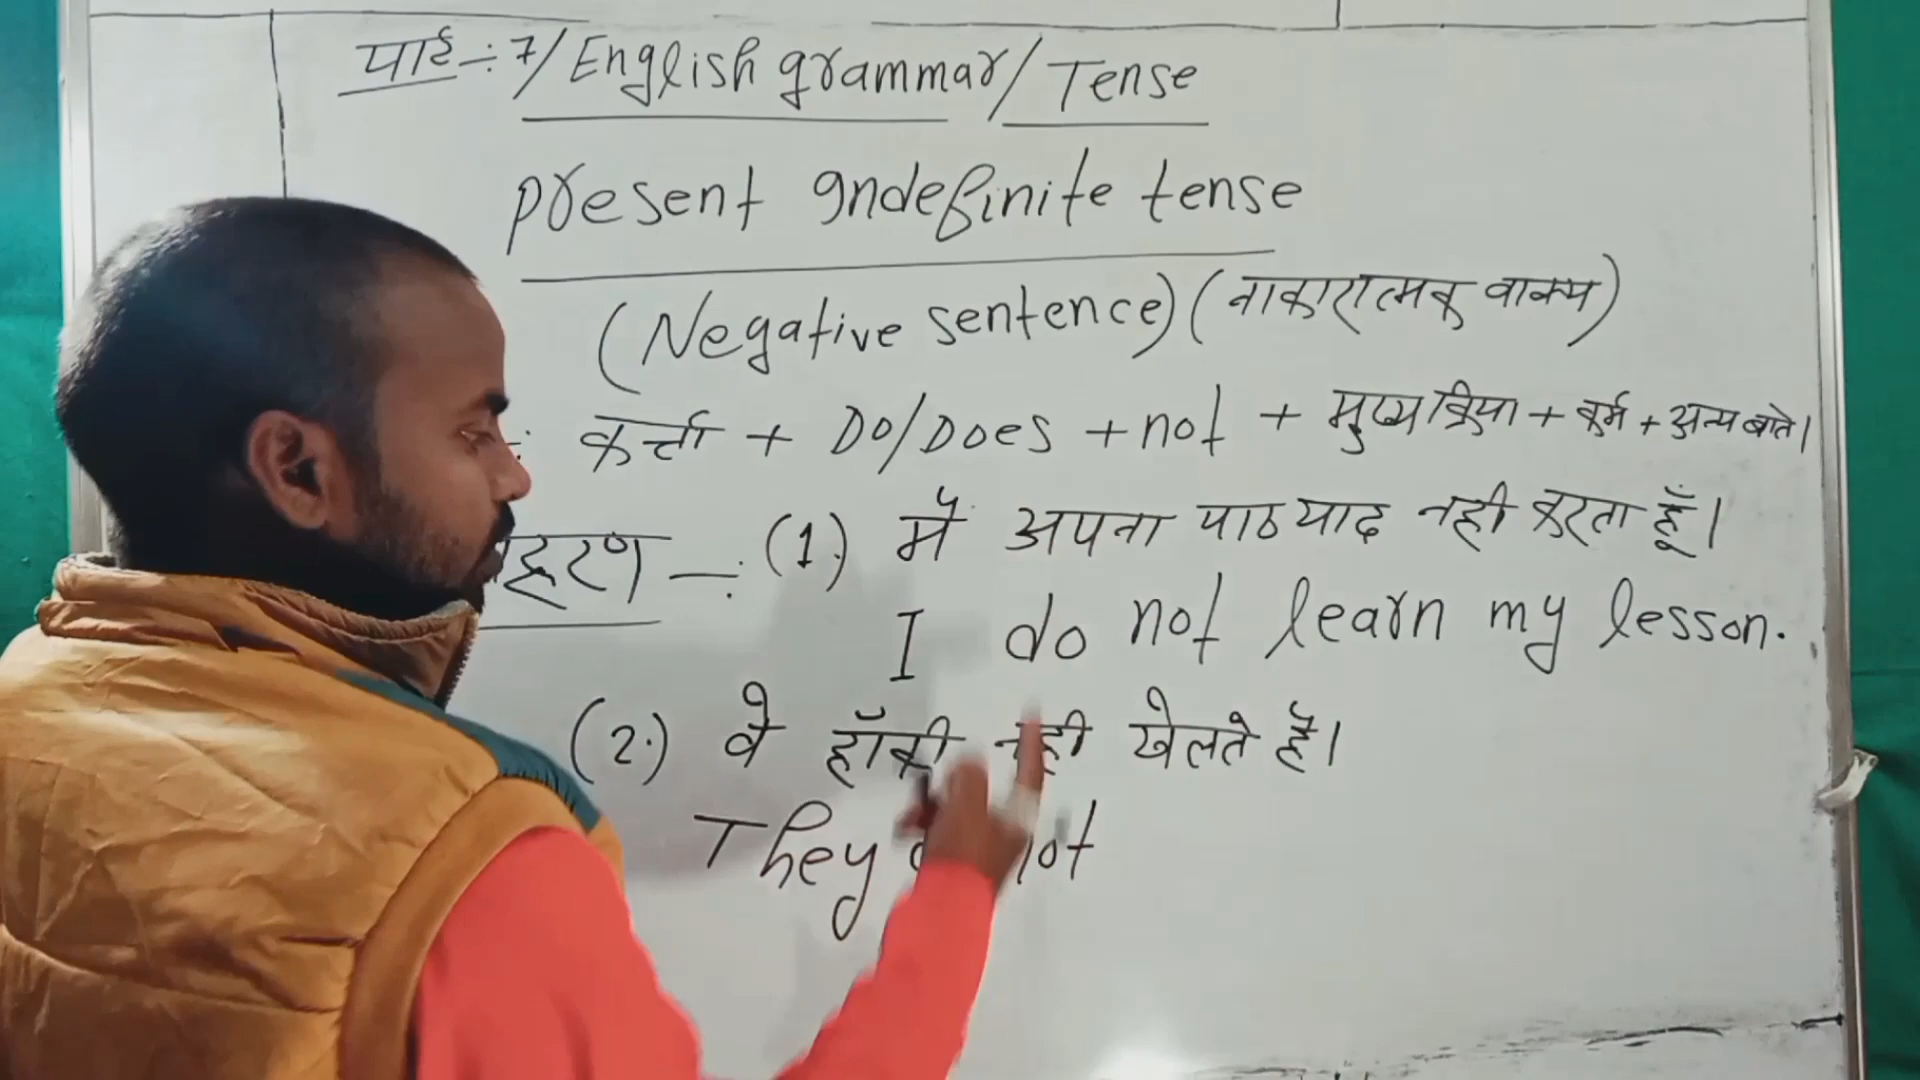 पाठ ÷ 7/English grammar/Tense
present Indefinite tense
(Negative sentence) (नाकारात्मक वाक्य)
: कर्त्ता + Do/Does + not + मुख्य क्रिया + कर्म + अन्य बाते।
(1.) मैं अपना पाठ याद नही करता हूँ।
I do not learn my lesson.
(2.) वे हॉकी नही खेलते हैं।
They not